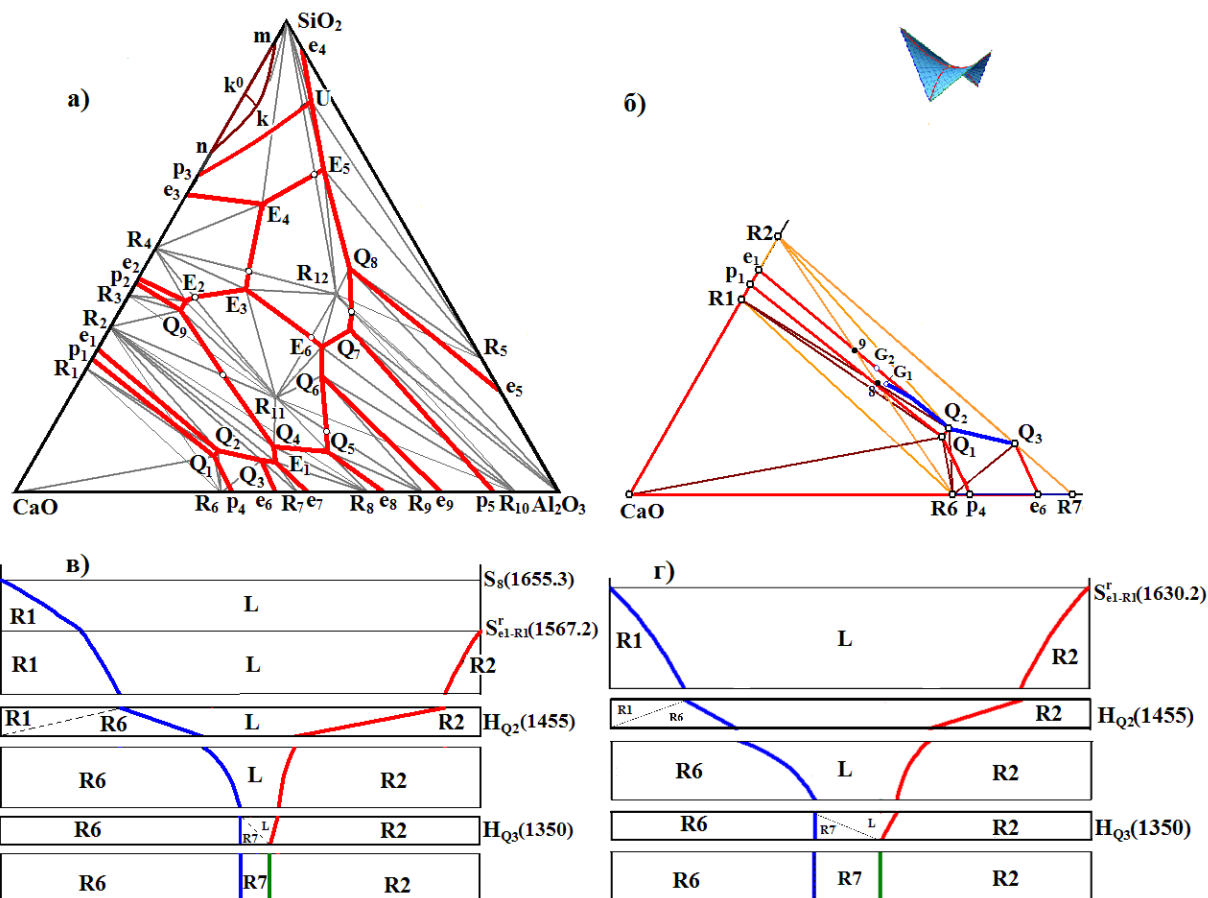 SiO₂
а)
m
e₄
k⁰
U
k
n
p₃
E₅
e₃
E₄
R₄
e₂
p₂
E₂
R₁₂
Q₈
R₃
E₃
R₂
Q₉
e₁
p₁
R₁
E₆
Q₇
R₅
Q₆
e₅
R₁₁
Q₂
Q₄
Q₅
Q₁
Q₃
E₁
CaO
R₆ p₄ e₆ R₇ e₇ R₈ e₈ R₉ e₉ p₅ R₁₀ Al₂O₃
б)
R2
e₁
p₁
R1
9
G₂
G₁
8
Q₂
Q₁
Q₃
CaO
R6 p₄ e₆ R7
в)
S₈(1655.3)
R1
L
Sʳe1-R1(1567.2)
R1 L R2
R1 R6 L R2 H_Q2(1455)
R6 L R2
R6 R7 L R2 H_Q3(1350)
R6 R7 R2
г)
Sʳe1-R1(1630.2)
R1 L R2
R1 R6 L R2 H_Q2(1455)
R6 L R2
R6 R7 L R2 H_Q3(1350)
R6 R7 R2